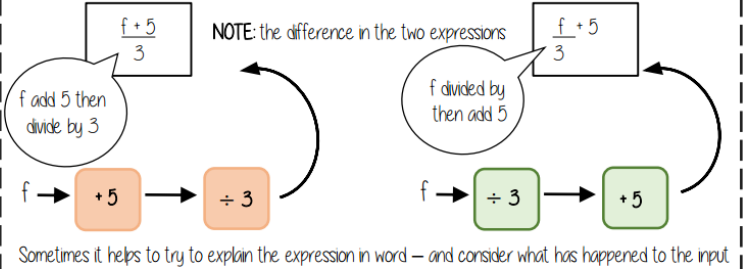 f + 5
3
NOTE: the difference in the two expressions
f + 5
3
f add 5 then
divide by 3
f divided by
then add 5
f
+ 5
÷ 3
f
÷ 3
+ 5
Sometimes it helps to try to explain the expression in word – and consider what has happened to the input